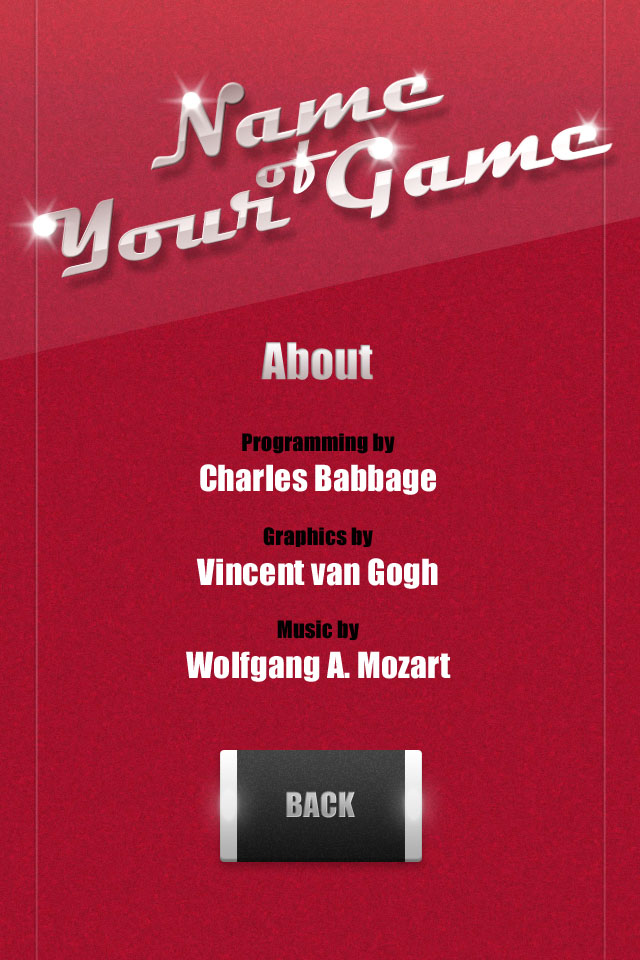 Name
of
Your Game
About
Programming by
Charles Babbage
Graphics by
Vincent van Gogh
Music by
Wolfgang A. Mozart
BACK